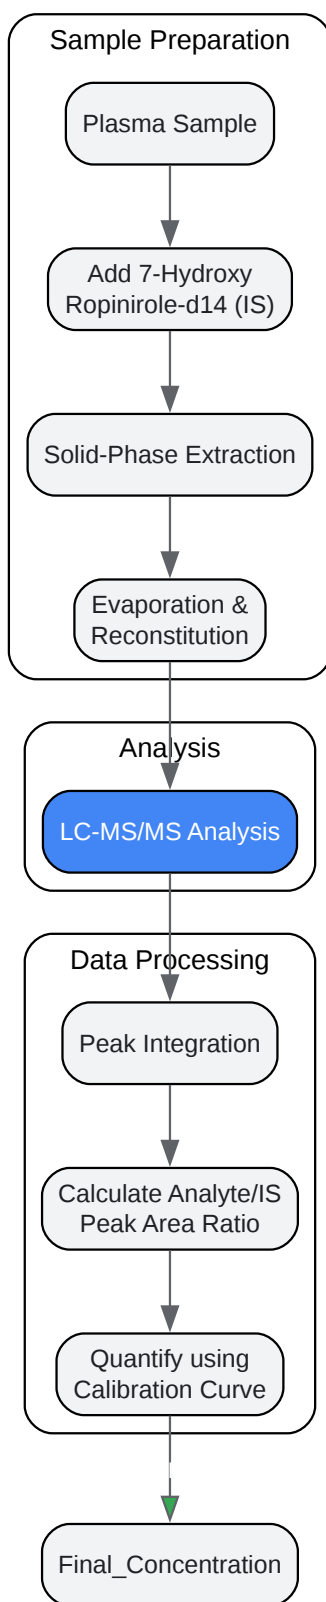 Sample Preparation
Plasma Sample
Add 7-Hydroxy
Ropinirole-d14 (IS)
Solid-Phase Extraction
Evaporation &
Reconstitution
Analysis
LC-MS/MS Analysis
Data Processing
Peak Integration
Calculate Analyte/IS
Peak Area Ratio
Quantify using
Calibration Curve
Final_Concentration